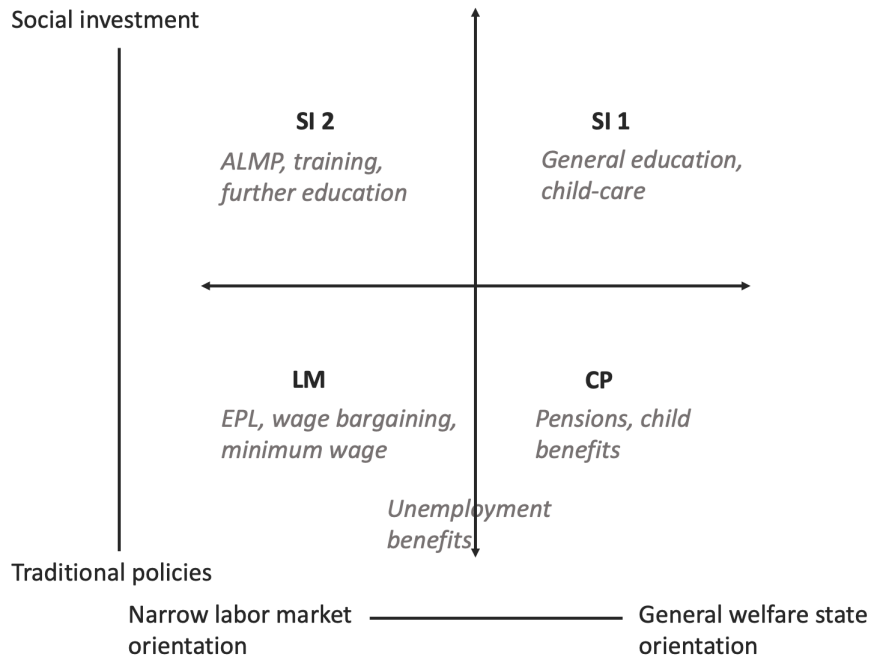 Social investment
SI 2
ALMP, training,
further education
SI 1
General education,
child-care
LM
EPL, wage bargaining,
minimum wage
CP
Pensions, child
benefits
Unemployment
benefits
Traditional policies
Narrow labor market
orientation
General welfare state
orientation